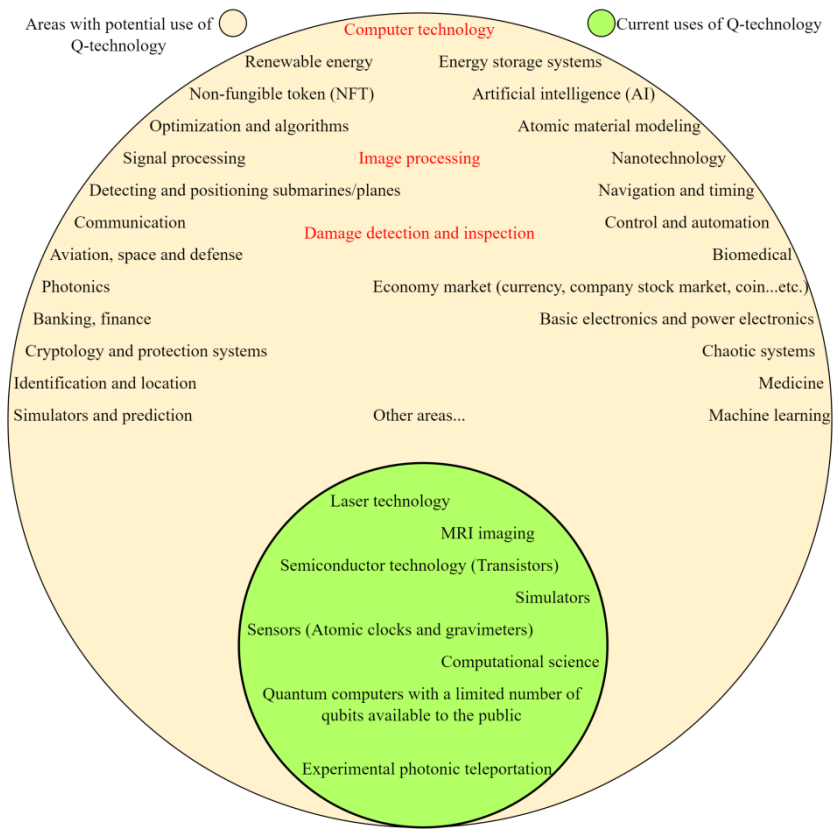 Areas with potential use of
Q-technology
Current uses of Q-technology
Computer technology
Renewable energy
Energy storage systems
Non-fungible token (NFT)
Artificial intelligence (AI)
Optimization and algorithms
Atomic material modeling
Signal processing
Image processing
Nanotechnology
Detecting and positioning submarines/planes
Navigation and timing
Communication
Damage detection and inspection
Control and automation
Aviation, space and defense
Biomedical
Photonics
Economy market (currency, company stock market, coin...etc.)
Banking, finance
Basic electronics and power electronics
Cryptology and protection systems
Chaotic systems
Identification and location
Medicine
Simulators and prediction
Other areas...
Machine learning
Laser technology
MRI imaging
Semiconductor technology (Transistors)
Simulators
Sensors (Atomic clocks and gravimeters)
Computational science
Quantum computers with a limited number of
qubits available to the public
Experimental photonic teleportation